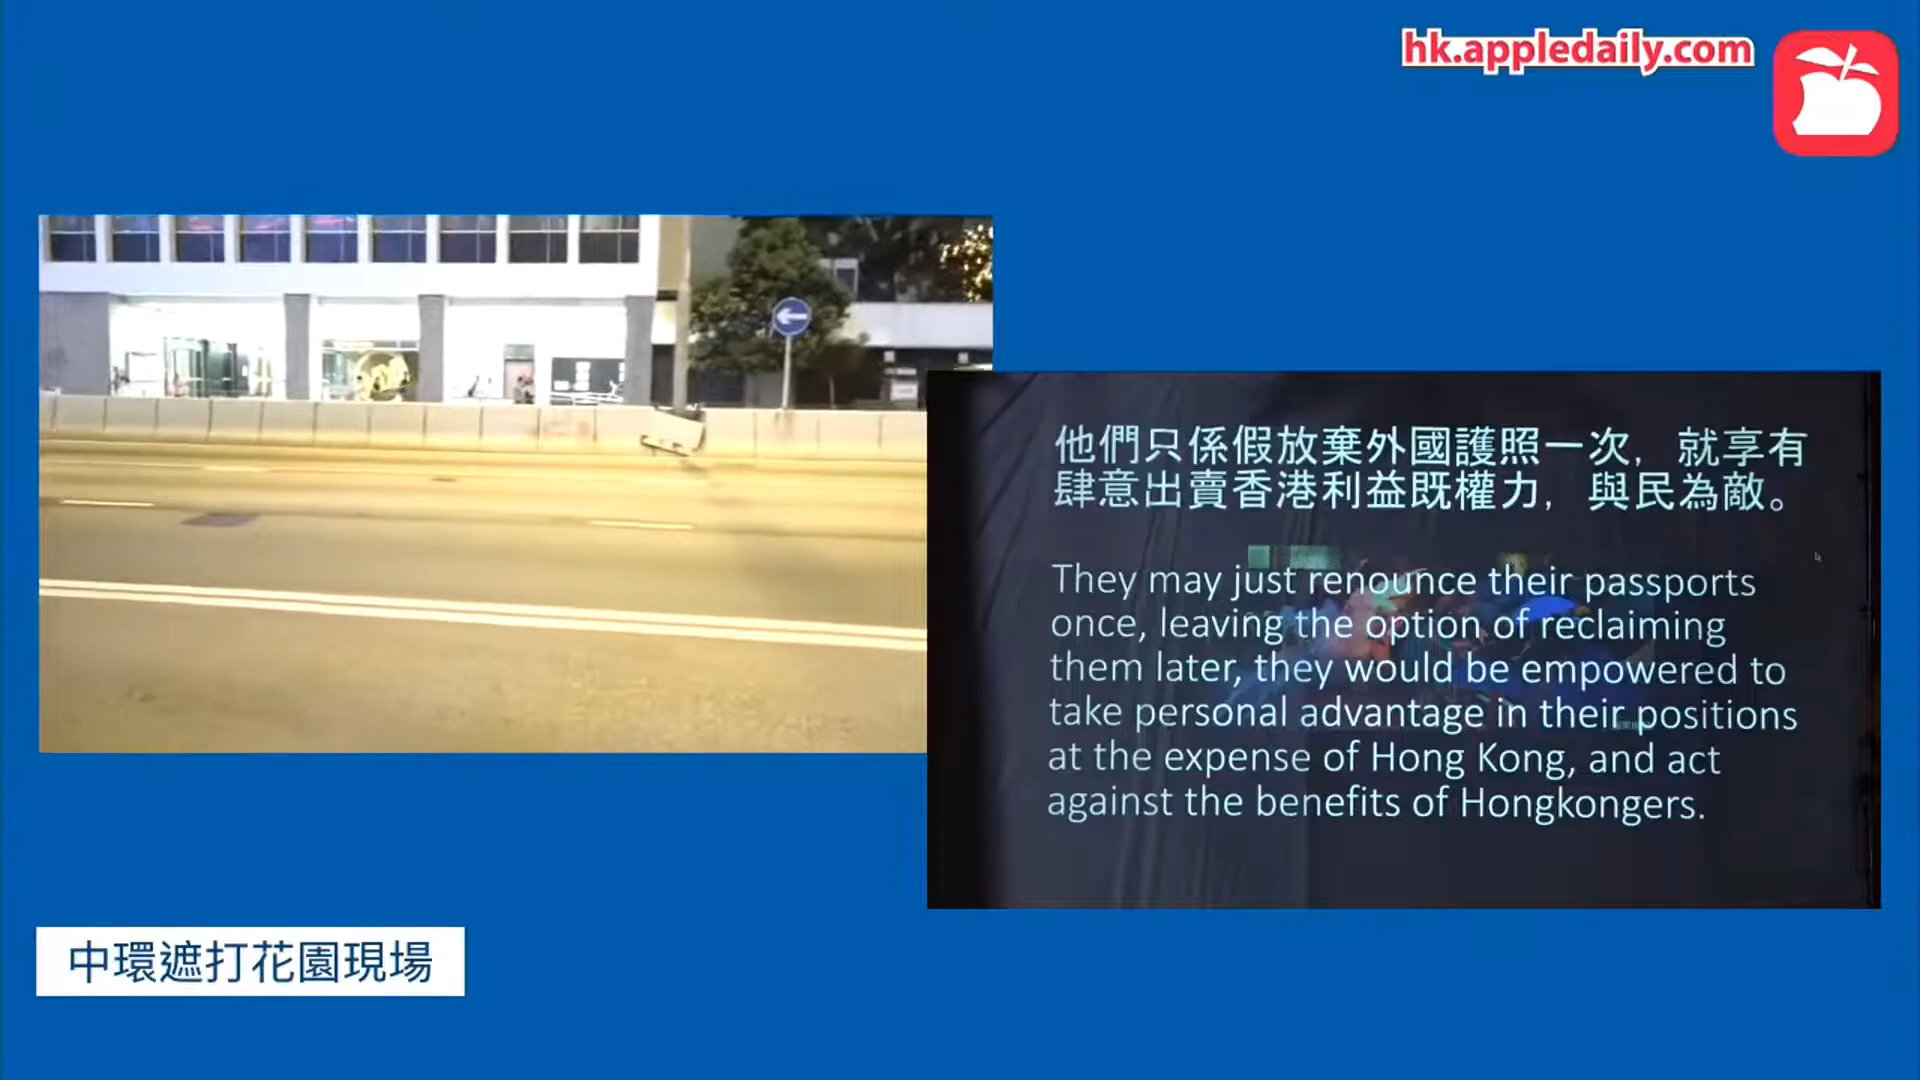 hk.appledaily.com
他們只係假放棄外國護照一次，就享有
肆意出賣香港利益既權力，與民為敵。
They may just renounce their passports
once, leaving the option of reclaiming
them later, they would be empowered to
take personal advantage in their positions
at the expense of Hong Kong, and act
against the benefits of Hongkongers.
中環遮打花園現場